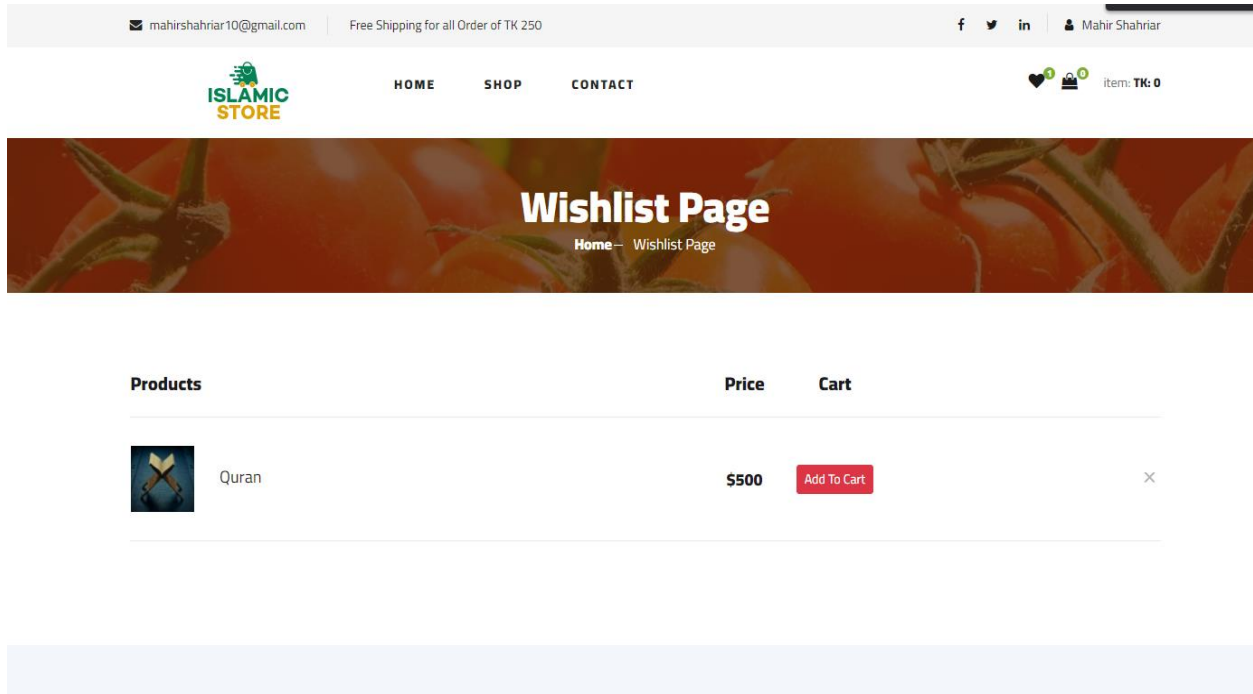 mahirshahriar10@gmail.com Free Shipping for all Order of TK 250 Mahir Shahriar
ISLAMIC
STORE
HOME SHOP CONTACT
1 0 item: TK: 0
Wishlist Page
Home – Wishlist Page
Products Price Cart
Quran $500 Add To Cart